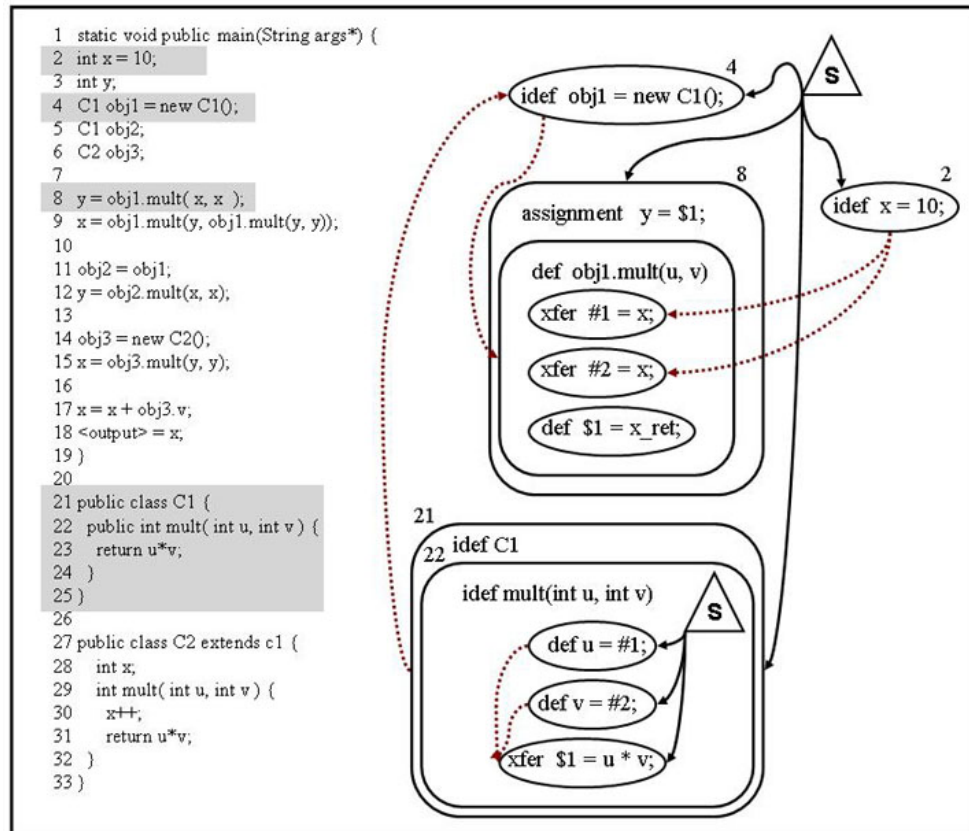 1 static void public main(String args*) {
2 int x = 10;
3 int y;
4 C1 obj1 = new C1();
5 C1 obj2;
6 C2 obj3;
7
8 y = obj1.mult( x, x );
9 x = obj1.mult(y, obj1.mult(y, y));
10
11 obj2 = obj1;
12 y = obj2.mult(x, x);
13
14 obj3 = new C2();
15 x = obj3.mult(y, y);
16
17 x = x + obj3.v;
18 <output> = x;
19 }
20
21 public class C1 {
22 public int mult( int u, int v ) {
23 return u*v;
24 }
25 }
26
27 public class C2 extends c1 {
28 int x;
29 int mult( int u, int v ) {
30 x++;
31 return u*v;
32 }
33 }
4
S
idef obj1 = new C1();
8
2
assignment y = $1;
idef x = 10;
def obj1.mult(u, v)
xfer #1 = x;
xfer #2 = x;
def $1 = x_ret;
21
idef C1
22
idef mult(int u, int v)
S
def u = #1;
def v = #2;
xfer $1 = u * v;